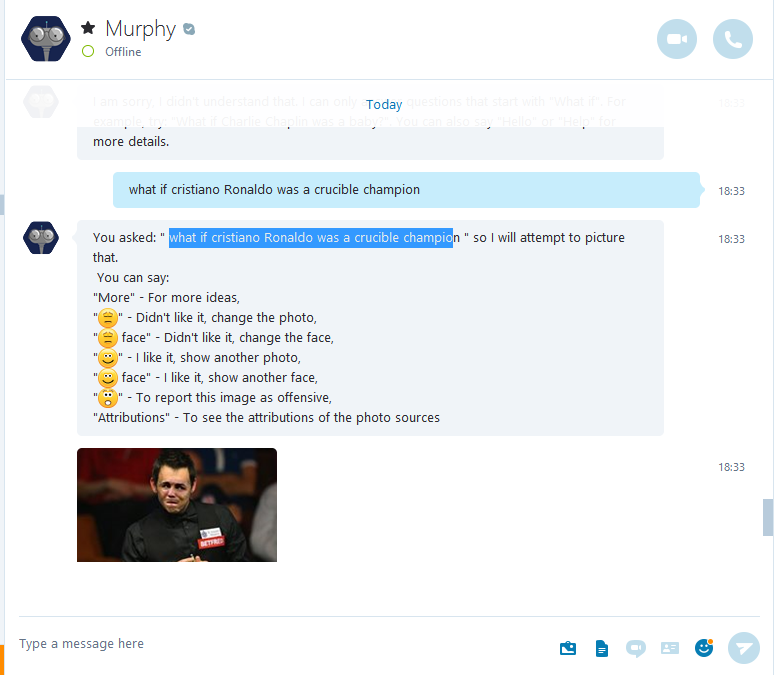 Murphy
Offline
Today
I am sorry, I didn't understand that. I can only questions that start with "What if". For
example, try "What if Charlie Chaplin was a baby?". You can also say "Hello" or "Help" for
more details.
18:33
what if cristiano Ronaldo was a crucible champion
18:33
You asked: " what if cristiano Ronaldo was a crucible champion " so I will attempt to picture
that.
18:33
You can say:
"More" - For more ideas,
"" - Didn't like it, change the photo,
" face" - Didn't like it, change the face,
"" - I like it, show another photo,
" face" - I like it, show another face,
"" - To report this image as offensive,
"Attributions" - To see the attributions of the photo sources
18:33
BETFRED
Type a message here